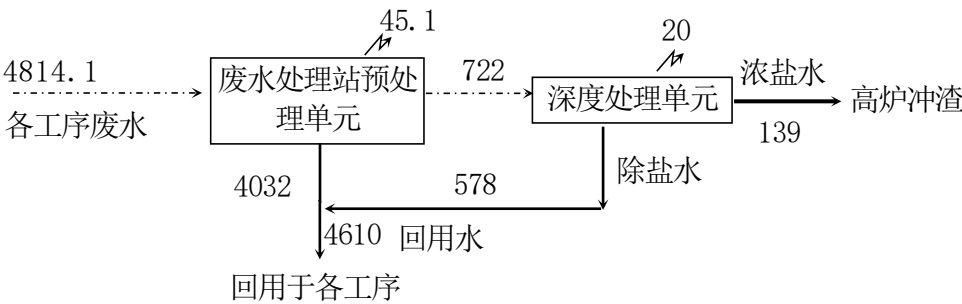 45.1
20
4814.1
废水处理站预处
理单元
722
深度处理单元
浓盐水
高炉冲渣
各工序废水
139
除盐水
4032
578
4610
回用水
回用于各工序